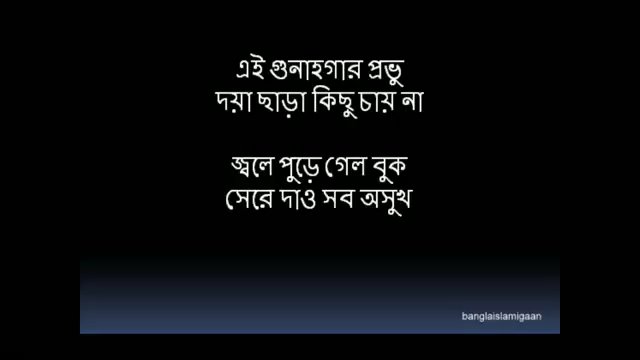 এই গুনাহগার প্রভু
দয়া ছাড়া কিছু চায় না
জ্বলে পুড়ে গেল বুক
সেরে দাও সব অসুখ
banglaislamigaan